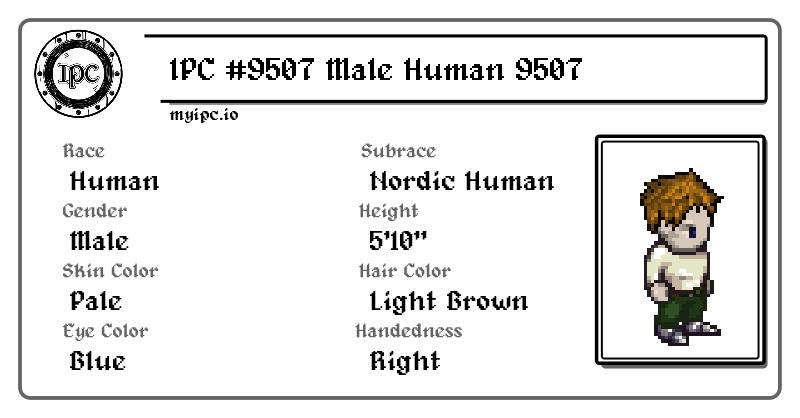 IPC
IPC #9507 Male Human 9507
myipc.io
Race
Human
Subrace
Nordic Human
Gender
Male
Height
5'10"
Skin Color
Pale
Hair Color
Light Brown
Eye Color
Blue
Handedness
Right